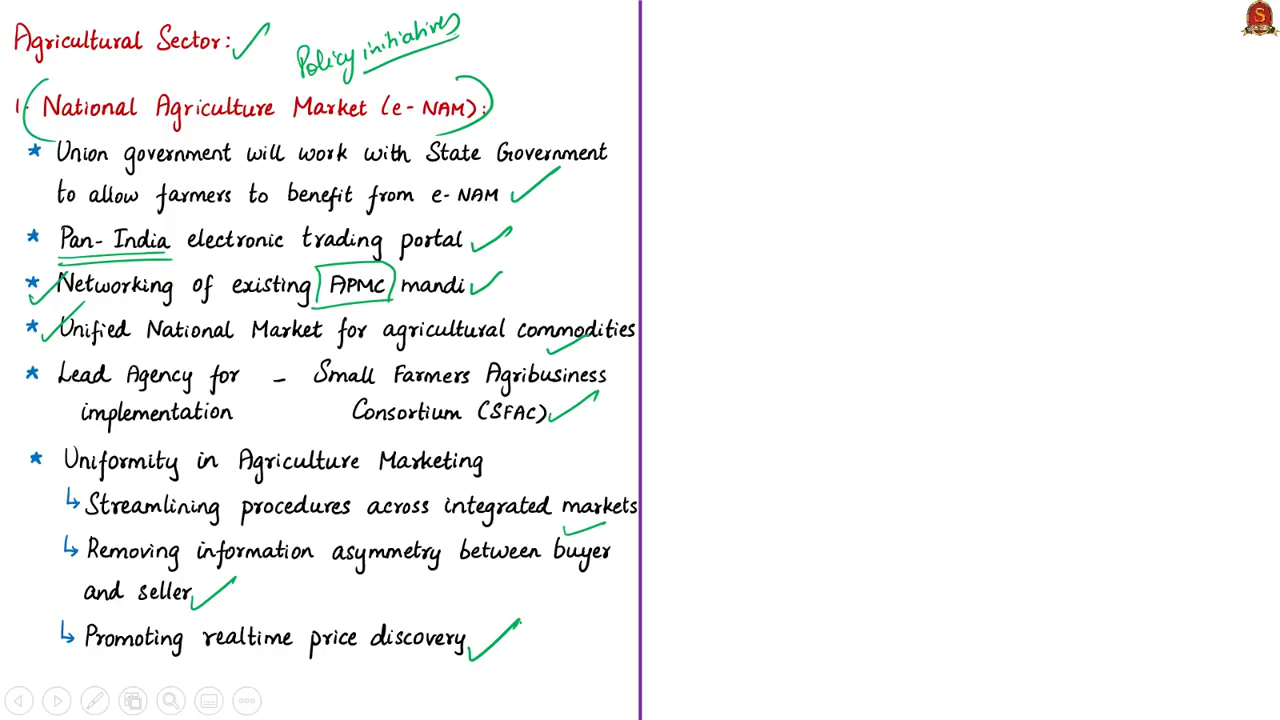 Agricultural Sector:
Policy initiatives
1. National Agriculture Market (e-NAM):
* Union government will work with State Government
to allow farmers to benefit from e-NAM
* Pan-India electronic trading portal
* Networking of existing APMC mandi
* Unified National Market for agricultural commodities
* Lead Agency for - Small Farmers Agribusiness
implementation Consortium (SFAC)
* Uniformity in Agriculture Marketing
↳ Streamlining procedures across integrated markets
↳ Removing information asymmetry between buyer
and seller
↳ Promoting realtime price discovery
S